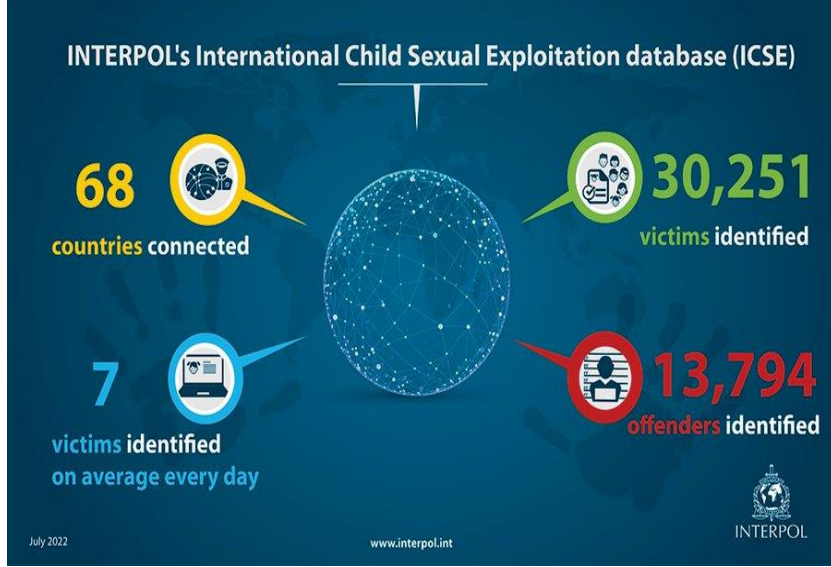 INTERPOL's International Child Sexual Exploitation database (ICSE)
68
countries connected
30,251
victims identified
7
victims identified
on average every day
13,794
offenders identified
July 2022
www.interpol.int
INTERPOL